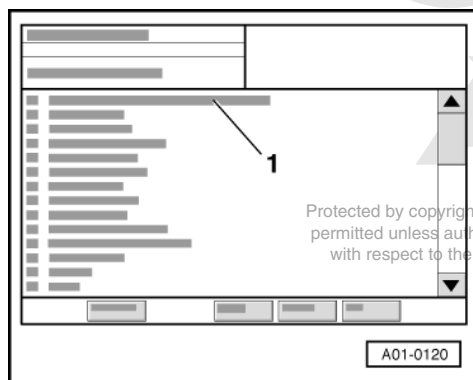 1
Protected by copyrigh
permitted unless auth
with respect to the
A01-0120